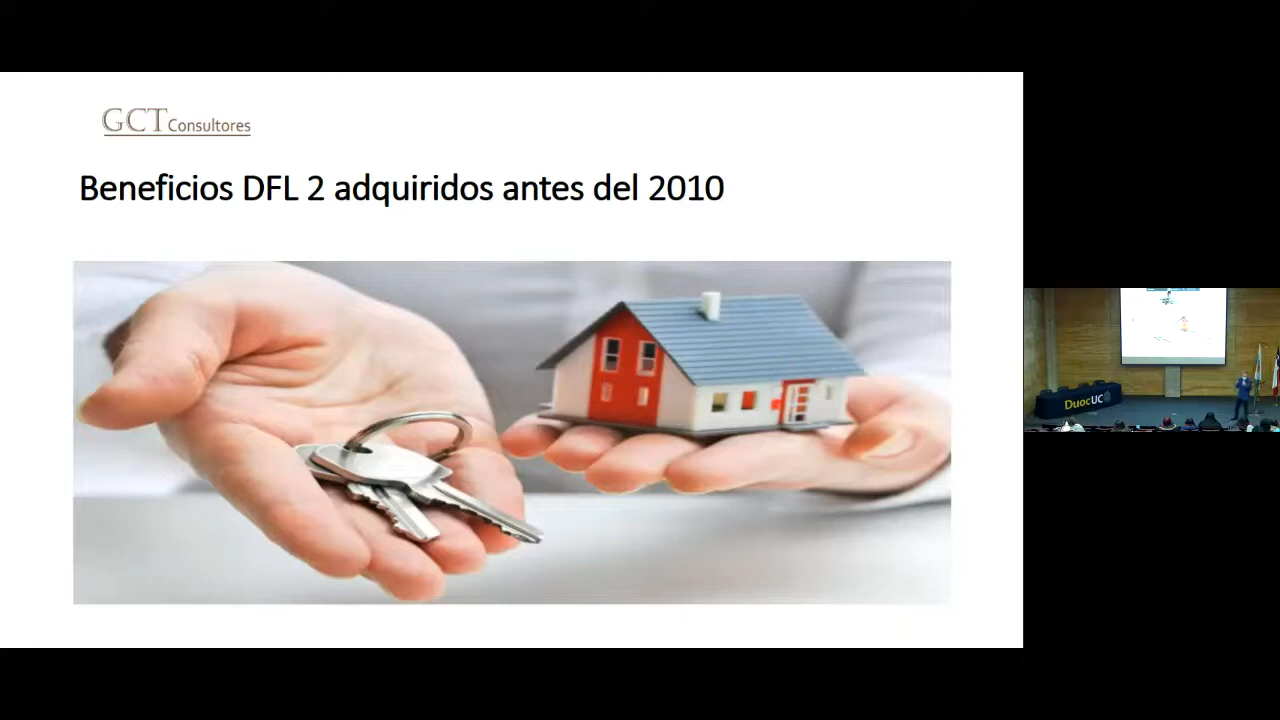 GCT Consultores
Beneficios DFL 2 adquiridos antes del 2010
DuocUC